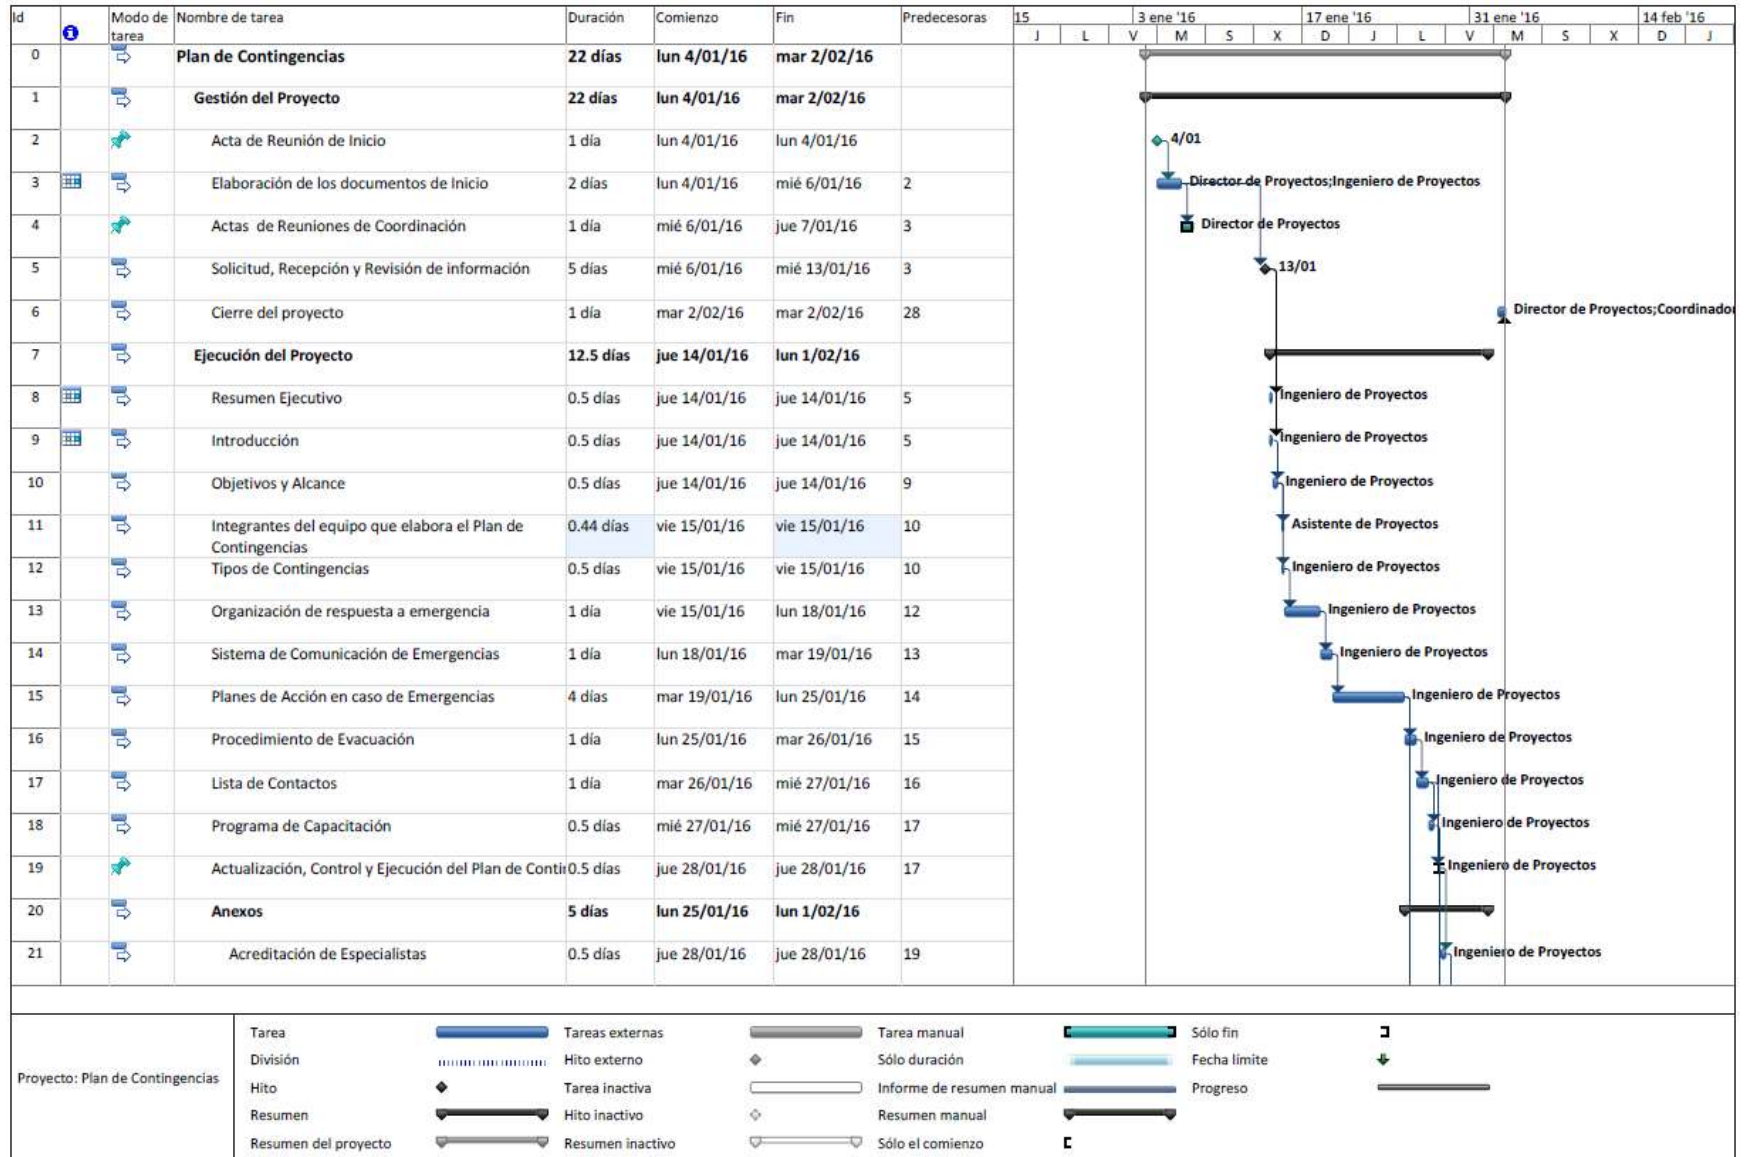 Id Modo de Nombre de tarea Duración Comienzo Fin Predecesoras 15 3 ene '16 17 ene '16 31 ene '16 14 feb '16
tarea J L V M S X D J L V M S X D J
0 Plan de Contingencias 22 días lun 4/01/16 mar 2/02/16
1 Gestión del Proyecto 22 días lun 4/01/16 mar 2/02/16
2 Acta de Reunión de Inicio 1 día lun 4/01/16 lun 4/01/16 4/01
3 Elaboración de los documentos de Inicio 2 días lun 4/01/16 mié 6/01/16 2 Director de Proyectos;Ingeniero de Proyectos
4 Actas de Reuniones de Coordinación 1 día mié 6/01/16 jue 7/01/16 3 Director de Proyectos
5 Solicitud, Recepción y Revisión de información 5 días mié 6/01/16 mié 13/01/16 3 13/01
6 Cierre del proyecto 1 día mar 2/02/16 mar 2/02/16 28 Director de Proyectos;Coordinador
7 Ejecución del Proyecto 12.5 días jue 14/01/16 lun 1/02/16
8 Resumen Ejecutivo 0.5 días jue 14/01/16 jue 14/01/16 5 Ingeniero de Proyectos
9 Introducción 0.5 días jue 14/01/16 jue 14/01/16 5 Ingeniero de Proyectos
10 Objetivos y Alcance 0.5 días jue 14/01/16 jue 14/01/16 9 Ingeniero de Proyectos
11 Integrantes del equipo que elabora el Plan de 0.44 días vie 15/01/16 vie 15/01/16 10 Asistente de Proyectos
Contingencias
12 Tipos de Contingencias 0.5 días vie 15/01/16 vie 15/01/16 10 Ingeniero de Proyectos
13 Organización de respuesta a emergencia 1 día vie 15/01/16 lun 18/01/16 12 Ingeniero de Proyectos
14 Sistema de Comunicación de Emergencias 1 día lun 18/01/16 mar 19/01/16 13 Ingeniero de Proyectos
15 Planes de Acción en caso de Emergencias 4 días mar 19/01/16 lun 25/01/16 14 Ingeniero de Proyectos
16 Procedimiento de Evacuación 1 día lun 25/01/16 mar 26/01/16 15 Ingeniero de Proyectos
17 Lista de Contactos 1 día mar 26/01/16 mié 27/01/16 16 Ingeniero de Proyectos
18 Programa de Capacitación 0.5 días mié 27/01/16 mié 27/01/16 17 Ingeniero de Proyectos
19 Actualización, Control y Ejecución del Plan de Contin 0.5 días jue 28/01/16 jue 28/01/16 17 Ingeniero de Proyectos
20 Anexos 5 días lun 25/01/16 lun 1/02/16
21 Acreditación de Especialistas 0.5 días jue 28/01/16 jue 28/01/16 19 Ingeniero de Proyectos
Proyecto: Plan de Contingencias
Tarea Tareas externas Tarea manual Sólo fin
División Hito externo Sólo duración Fecha límite
Hito Tarea inactiva Informe de resumen manual Progreso
Resumen Hito inactivo Resumen manual
Resumen del proyecto Resumen inactivo Sólo el comienzo